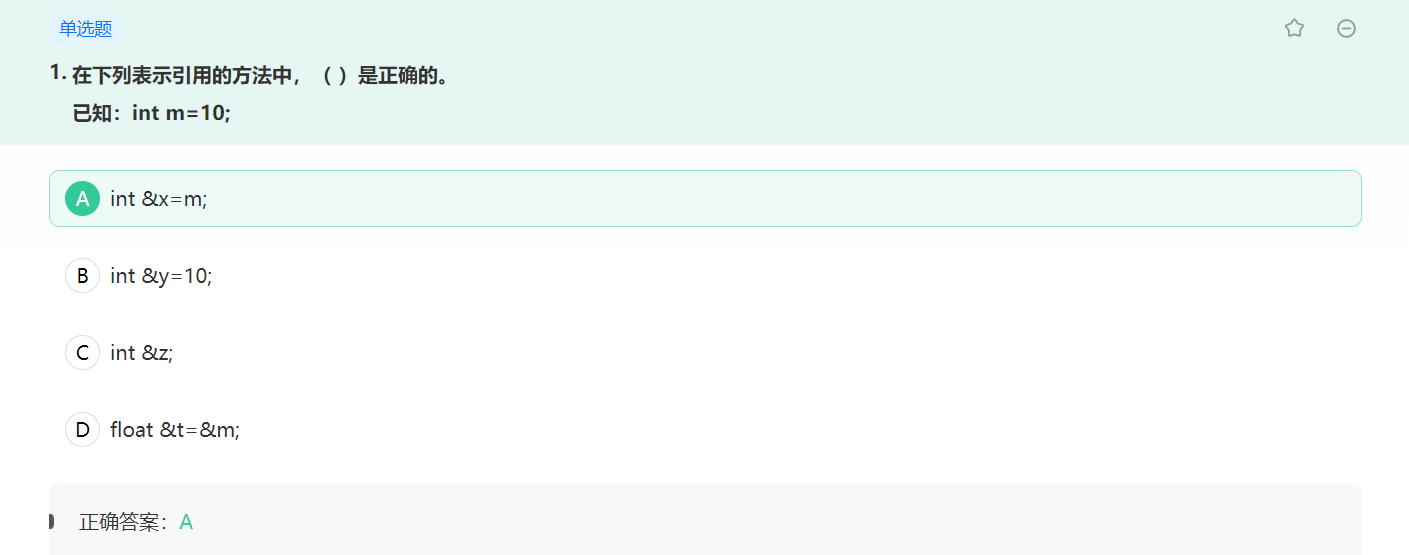 单选题
1. 在下列表示引用的方法中，（ ）是正确的。
已知：int m=10;
A int &x=m;
B int &y=10;
C int &z;
D float &t=&m;
正确答案：A